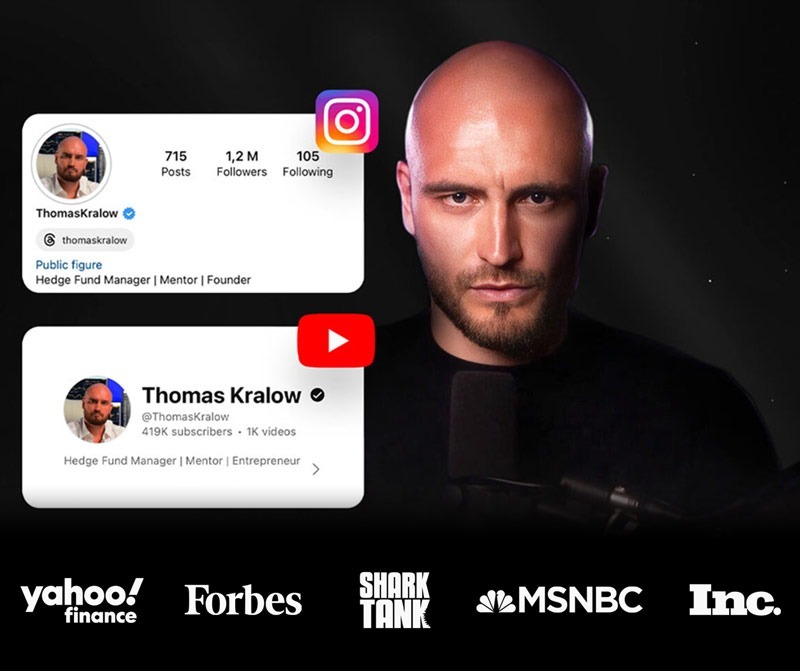 715 1,2 M 105
Posts Followers Following
ThomasKralow
thomaskralow
Public figure
Hedge Fund Manager | Mentor | Founder
Thomas Kralow
@ThomasKralow
419K subscribers • 1K videos
Hedge Fund Manager | Mentor | Entrepreneur
yahoo! finance
Forbes
SHARK TANK
MSNBC
Inc.